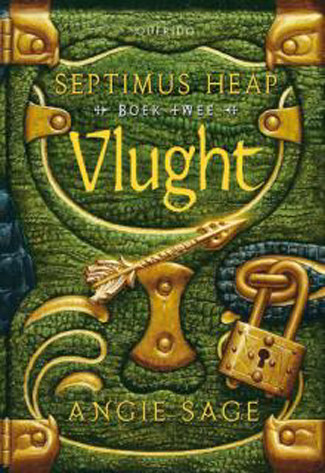 QUERIDO
SEPTIMUS HEAP
BOEK TWEE
Vlught
ANGIE SAGE